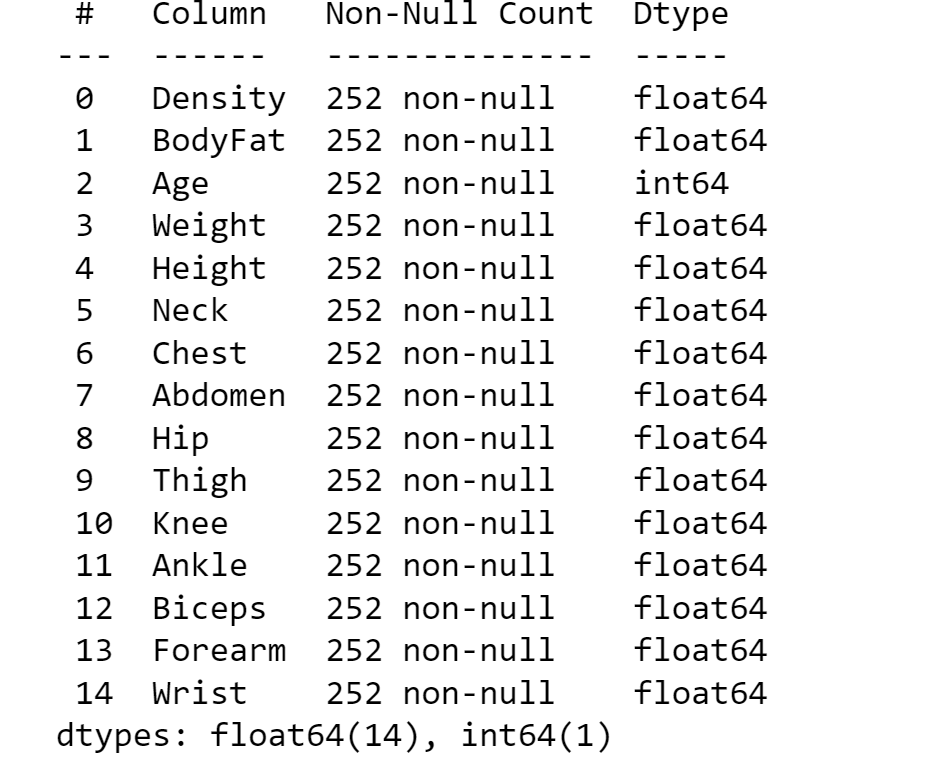 #   Column   Non-Null Count  Dtype
---  ------   --------------  -----
0   Density  252 non-null    float64
1   BodyFat  252 non-null    float64
2   Age      252 non-null    int64
3   Weight   252 non-null    float64
4   Height   252 non-null    float64
5   Neck     252 non-null    float64
6   Chest    252 non-null    float64
7   Abdomen  252 non-null    float64
8   Hip      252 non-null    float64
9   Thigh    252 non-null    float64
10  Knee     252 non-null    float64
11  Ankle    252 non-null    float64
12  Biceps   252 non-null    float64
13  Forearm  252 non-null    float64
14  Wrist    252 non-null    float64
dtypes: float64(14), int64(1)